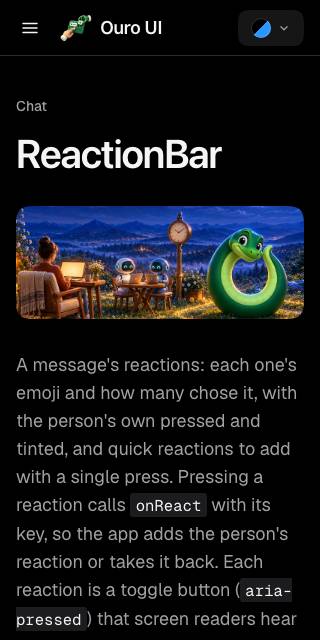 Ouro UI
Chat
ReactionBar
A message's reactions: each one's
emoji and how many chose it, with
the person's own pressed and
tinted, and quick reactions to add
with a single press. Pressing a
reaction calls onReact with its
key, so the app adds the person's
reaction or takes it back. Each
reaction is a toggle button (aria-
pressed) that screen readers hear